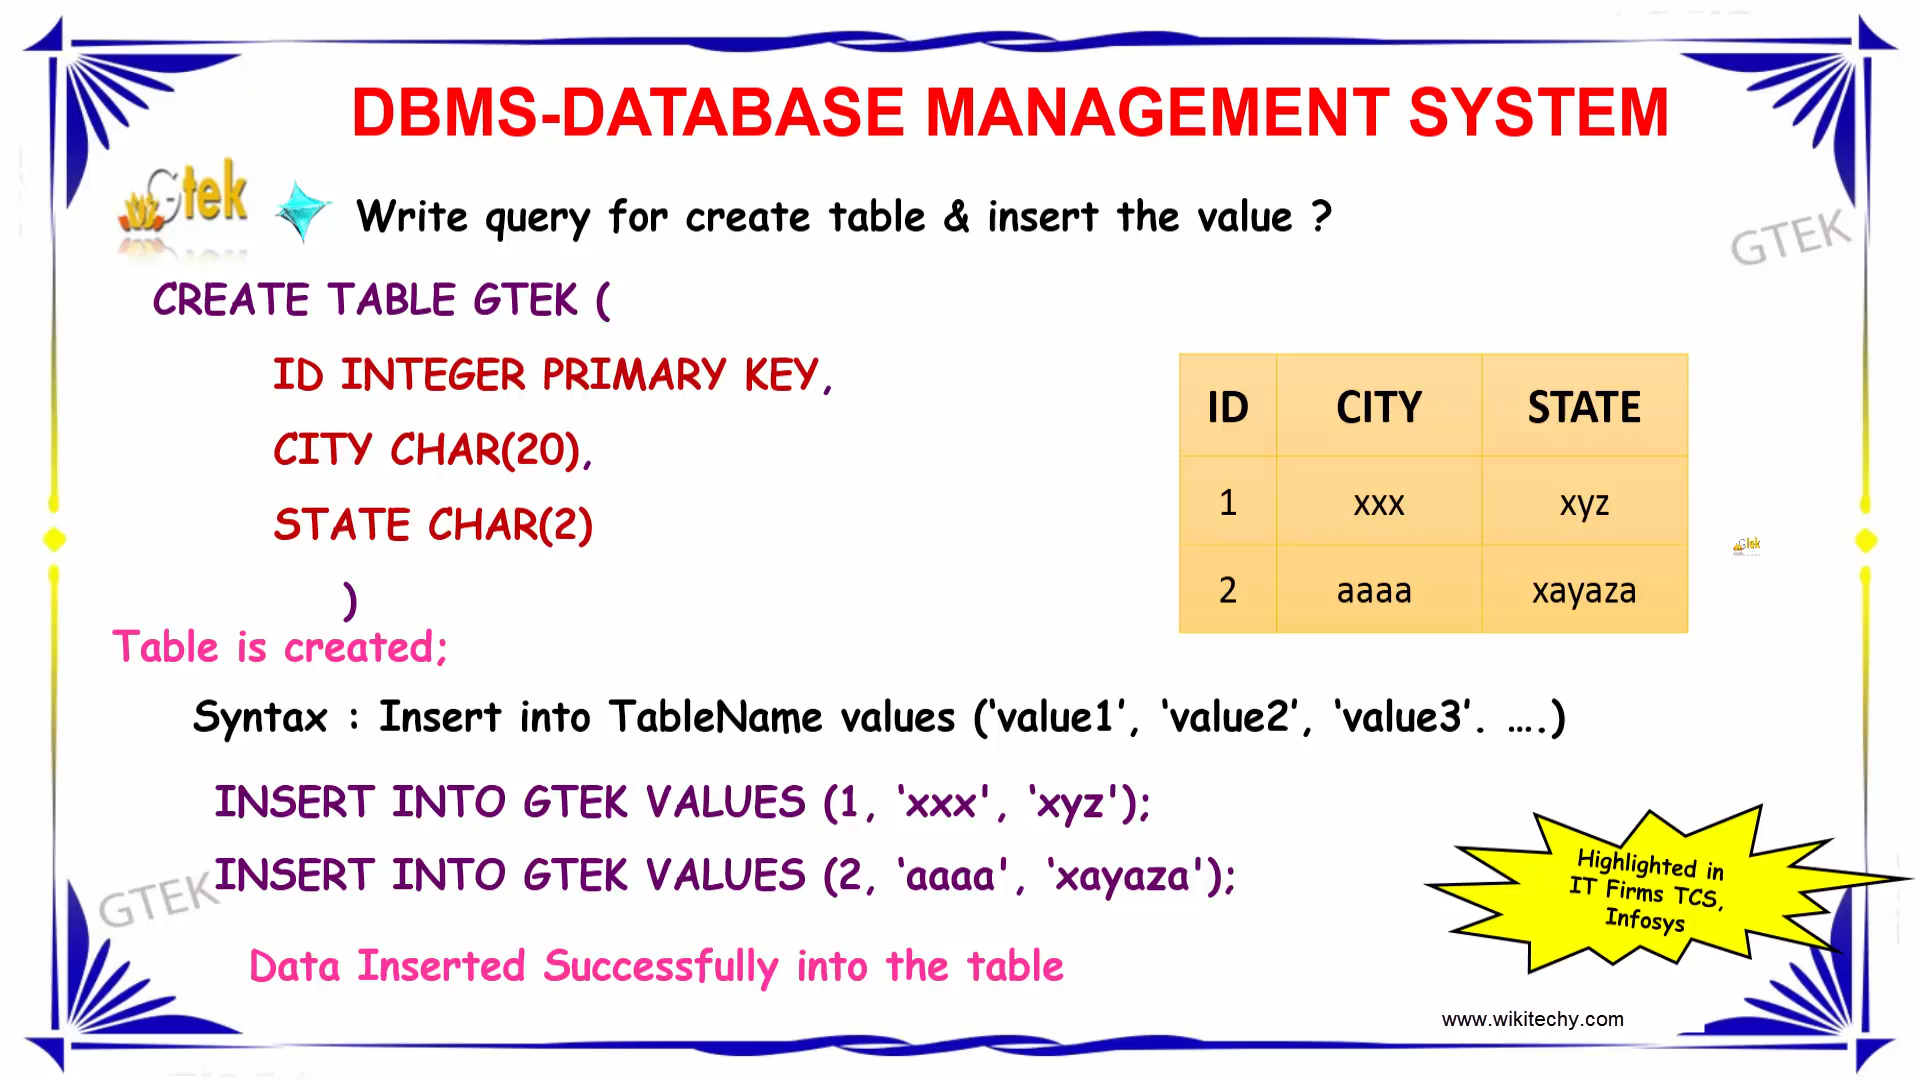 DBMS-DATABASE MANAGEMENT SYSTEM
Gtek
Write query for create table & insert the value ?
GTEK
CREATE TABLE GTEK (
ID INTEGER PRIMARY KEY,
CITY CHAR(20),
STATE CHAR(2)
)
ID CITY STATE
1 xxx xyz
2 aaaa xayaza
Gtek
Table is created;
Syntax : Insert into TableName values (‘value1’, ‘value2’, ‘value3’. ….)
INSERT INTO GTEK VALUES (1, ‘xxx', ‘xyz');
INSERT INTO GTEK VALUES (2, ‘aaaa', ‘xayaza');
GTEK
Data Inserted Successfully into the table
Highlighted in
IT Firms TCS,
Infosys
www.wikitechy.com